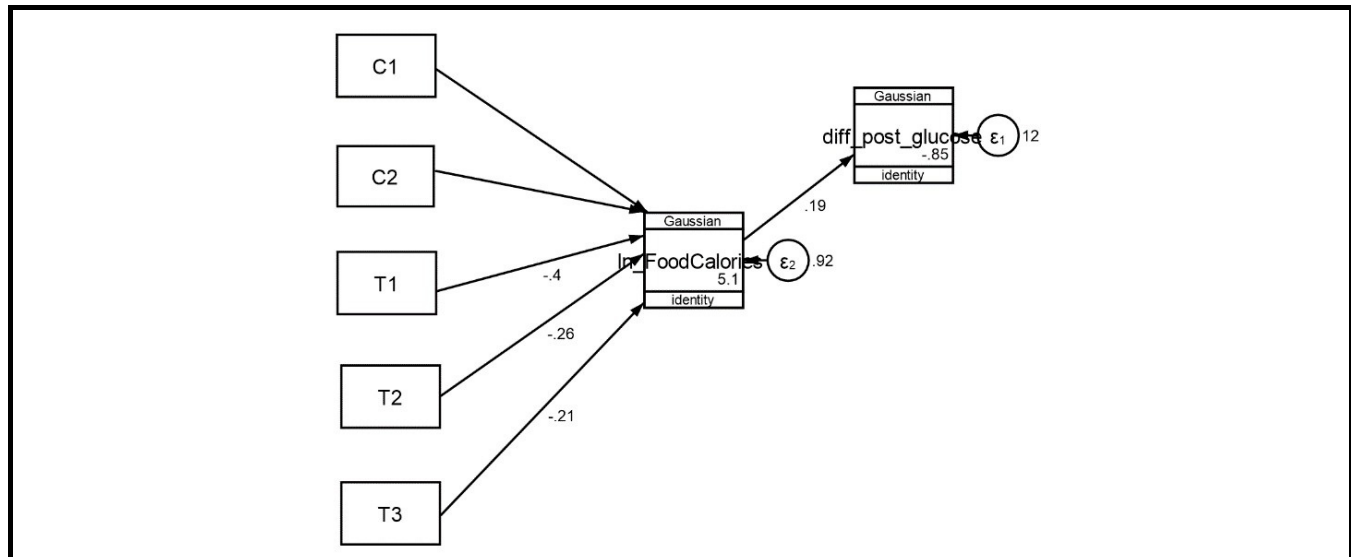 C1
C2
T1
T2
T3
-.4
-.26
-.21
Gaussian
ln_FoodCalories
5.1
identity
ε2
.92
.19
Gaussian
diff_post_glucose
-.85
identity
ε1
12